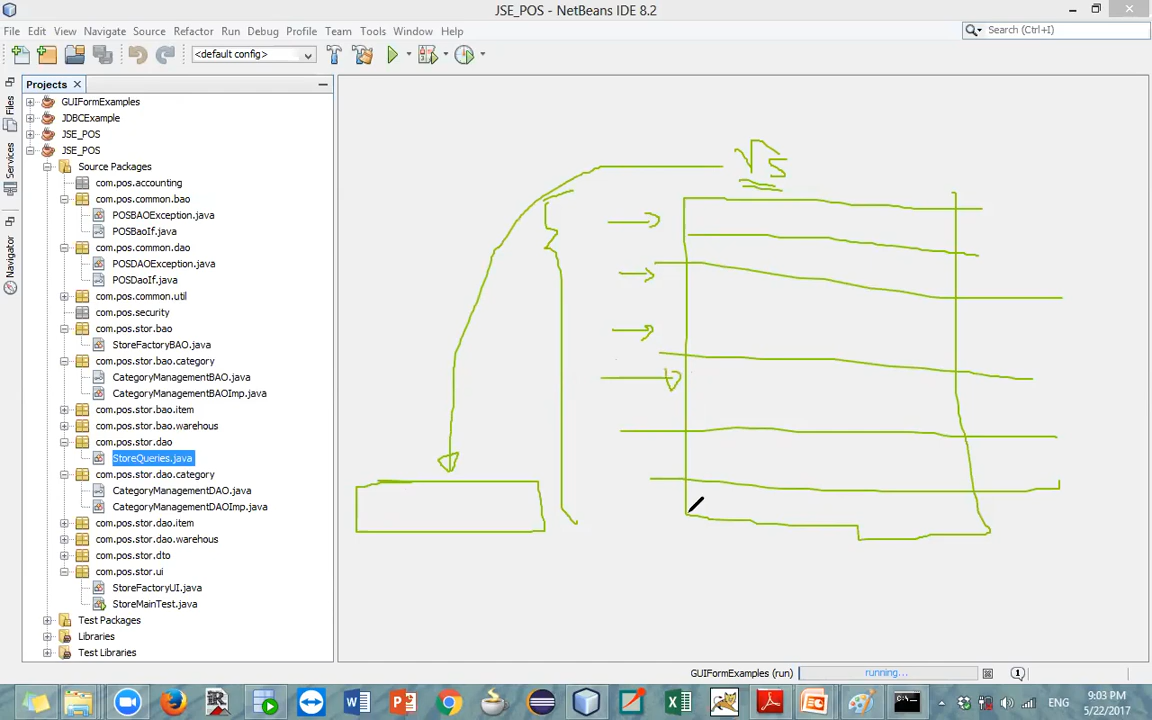 JSE_POS - NetBeans IDE 8.2
File Edit View Navigate Source Refactor Run Debug Profile Team Tools Window Help
Search (Ctrl+I)
<default config>
Projects
Files
Services
Navigator
GUIFormExamples
JDBCExample
JSE_POS
JSE_POS
Source Packages
com.pos.accounting
com.pos.common.bao
POSBAOException.java
POSBaoIf.java
com.pos.common.dao
POSDAOException.java
POSDaoIf.java
com.pos.common.util
com.pos.security
com.pos.stor.bao
StoreFactoryBAO.java
com.pos.stor.bao.category
CategoryManagementBAO.java
CategoryManagementBAOImp.java
com.pos.stor.bao.item
com.pos.stor.bao.warehous
com.pos.stor.dao
StoreQueries.java
com.pos.stor.dao.category
CategoryManagementDAO.java
CategoryManagementDAOImp.java
com.pos.stor.dao.item
com.pos.stor.dao.warehous
com.pos.stor.dto
com.pos.stor.ui
StoreFactoryUI.java
StoreMainTest.java
Test Packages
Libraries
Test Libraries
√5
GUIFormExamples (run)
running...
1
ENG
9:03 PM
5/22/2017